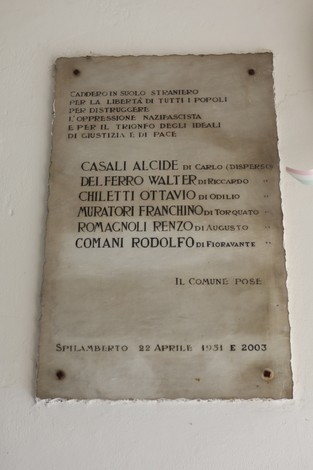 CADDERO IN SUOLO STRANIERO
PER LA LIBERTÁ DI TUTTI I POPOLI
PER DISTRUGGERE
L'OPPRESSIONE NAZIFASCISTA
E PER IL TRIONFO DEGLI IDEALI
DI GIUSTIZIA E DI PACE
CASALI ALCIDE DI CARLO (DISPERSO
DEL FERRO WALTER DI RICCARDO "
CHILETTI OTTAVIO DI ODILIO "
MURATORI FRANCHINO DI TORQUATO "
ROMAGNOLI RENZO DI AUGUSTO "
COMANI RODOLFO DI FIORAVANTE "
IL COMUNE POSE
SPILAMBERTO 22 APRILE 1951 E 2003